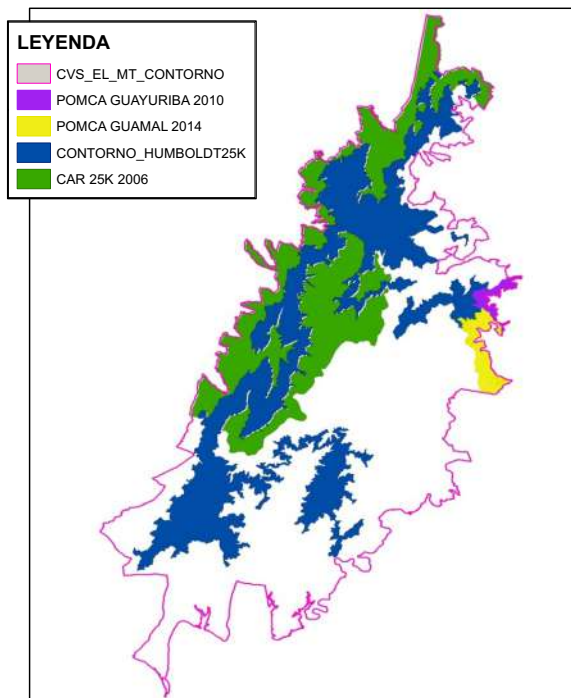 LEYENDA
CVS_EL_MT_CONTORNO
POMCA GUAYURIBA 2010
POMCA GUAMAL 2014
CONTORNO_HUMBOLDT25K
CAR 25K 2006